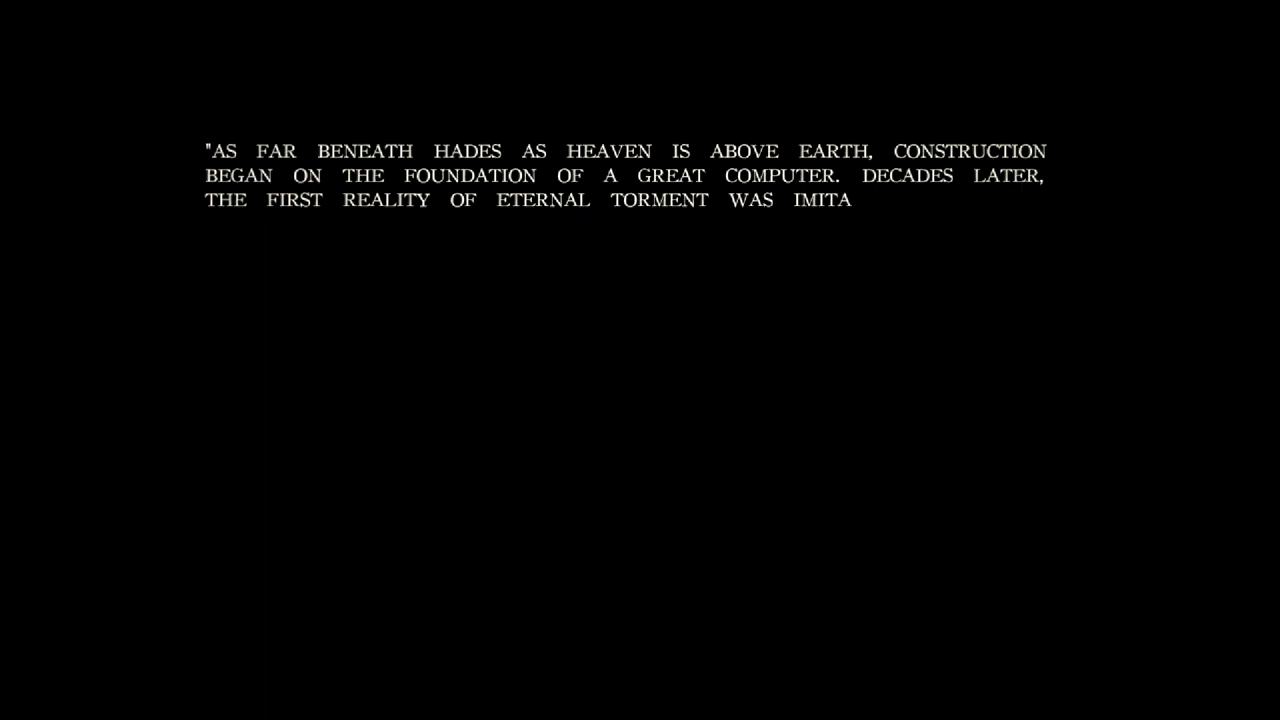 "AS FAR BENEATH HADES AS HEAVEN IS ABOVE EARTH, CONSTRUCTION
BEGAN ON THE FOUNDATION OF A GREAT COMPUTER. DECADES LATER,
THE FIRST REALITY OF ETERNAL TORMENT WAS IMITA